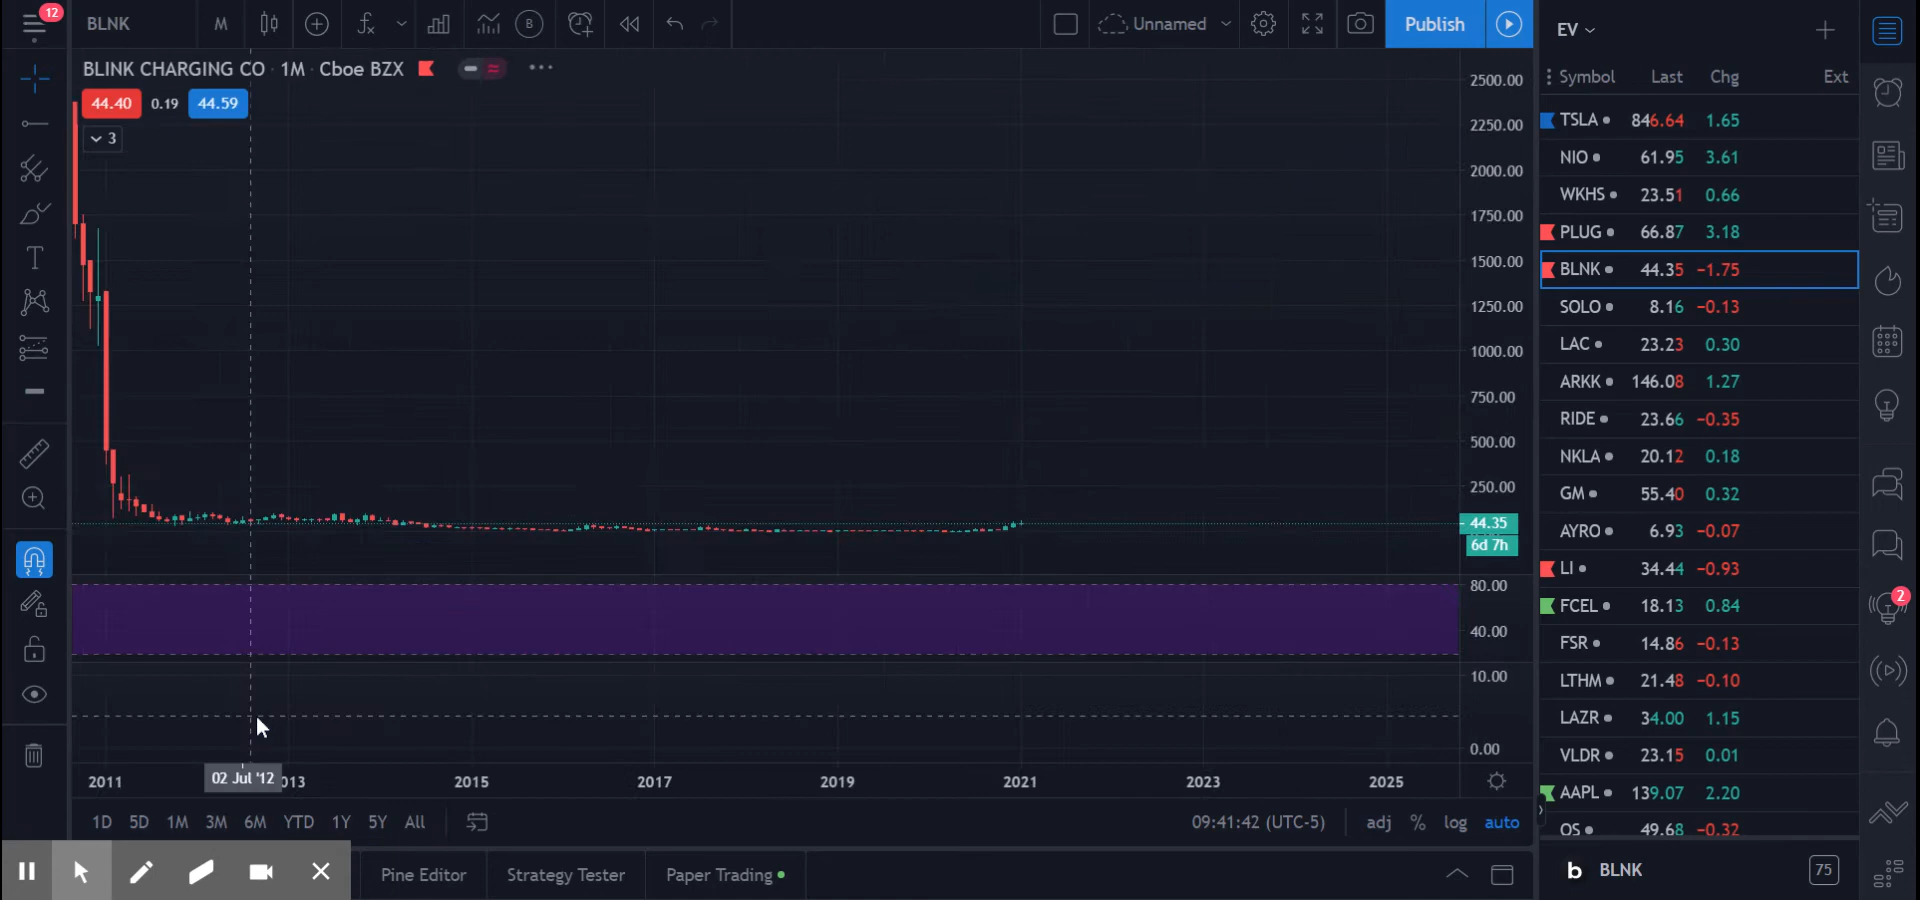 12
BLNK
M
B
Unnamed
Publish
BLINK CHARGING CO · 1M · Cboe BZX
44.40 0.19 44.59
3
2500.00
2250.00
2000.00
1750.00
1500.00
1250.00
1000.00
750.00
500.00
250.00
44.35
6d 7h
80.00
40.00
10.00
0.00
2011 02 Jul '12 013 2015 2017 2019 2021 2023 2025
1D 5D 1M 3M 6M YTD 1Y 5Y All
09:41:42 (UTC-5) adj % log auto
Pine Editor Strategy Tester Paper Trading
EV
Symbol Last Chg Ext
TSLA 846.64 1.65
NIO 61.95 3.61
WKHS 23.51 0.66
PLUG 66.87 3.18
BLNK 44.35 −1.75
SOLO 8.16 −0.13
LAC 23.23 0.30
ARKK 146.08 1.27
RIDE 23.66 −0.35
NKLA 20.12 0.18
GM 55.40 0.32
AYRO 6.93 −0.07
LI 34.44 −0.93
FCEL 18.13 0.84
FSR 14.86 −0.13
LTHM 21.48 −0.10
LAZR 34.00 1.15
VLDR 23.15 0.01
AAPL 139.07 2.20
QS 49.68 −0.32
b BLNK 75
2